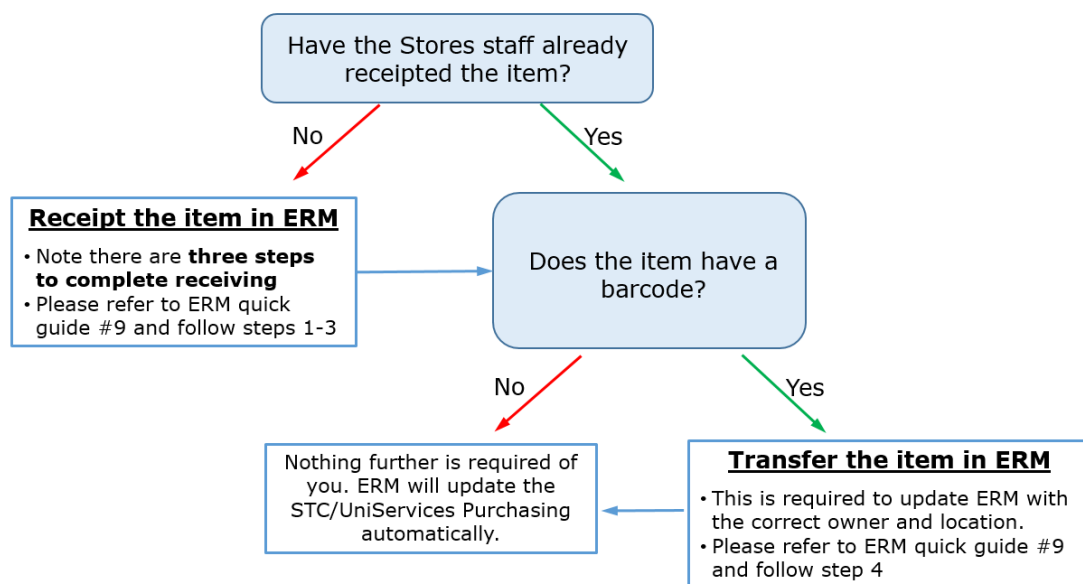 Have the Stores staff already
receipted the item?
No
Yes
Receipt the item in ERM
• Note there are three steps
to complete receiving
• Please refer to ERM quick
guide #9 and follow steps 1-3
Does the item have a
barcode?
No
Yes
Nothing further is required of
you. ERM will update the
STC/UniServices Purchasing
automatically.
Transfer the item in ERM
• This is required to update ERM with
the correct owner and location.
• Please refer to ERM quick guide #9
and follow step 4